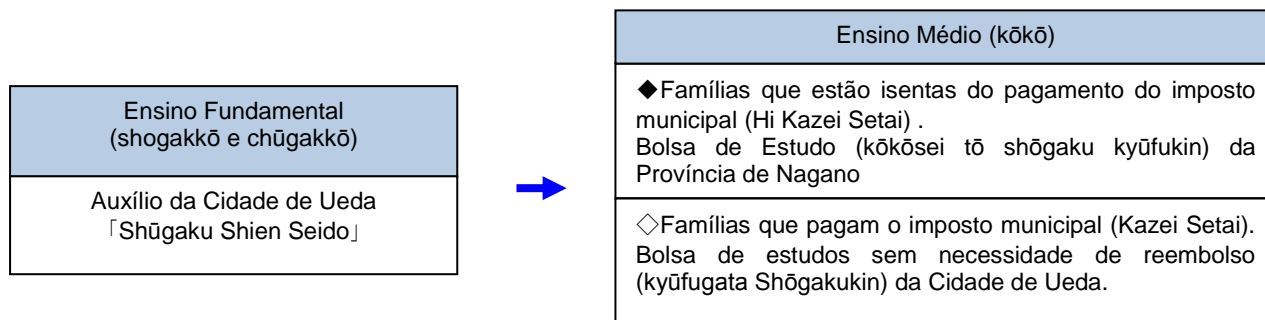 Ensino Fundamental
(shogakkō e chūgakkō)
Auxílio da Cidade de Ueda
「Shūgaku Shien Seido」
Ensino Médio (kōkō)
◆Famílias que estão isentas do pagamento do imposto
municipal (Hi Kazei Setai) .
Bolsa de Estudo (kōkōsei tō shōgaku kyūfukin) da
Província de Nagano
◇Famílias que pagam o imposto municipal (Kazei Setai).
Bolsa de estudos sem necessidade de reembolso
(kyūfugata Shōgakukin) da Cidade de Ueda.